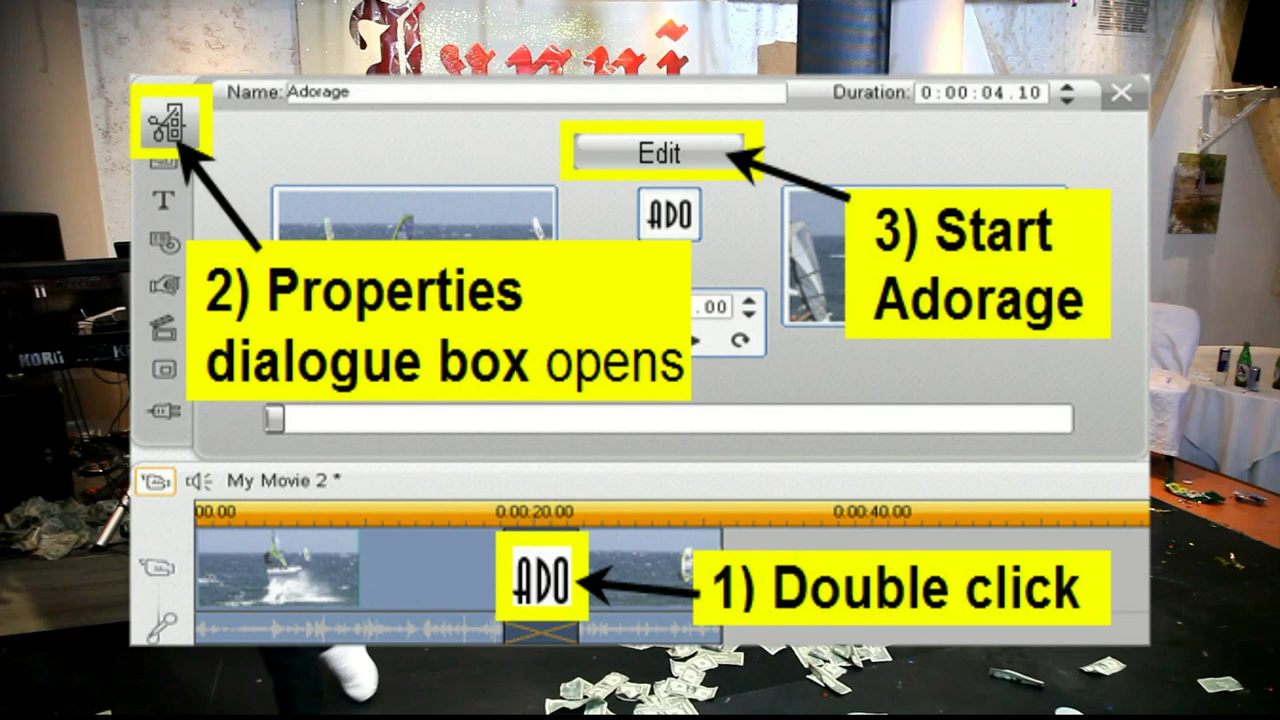 Junni
Name: Adorage
Duration: 0:00:04.10
Edit
ADO
T
3) Start
Adorage
2) Properties
dialogue box opens
.00
KORG
My Movie 2 *
00.00
0:00:20.00
0:00:40.00
ADO
1) Double click